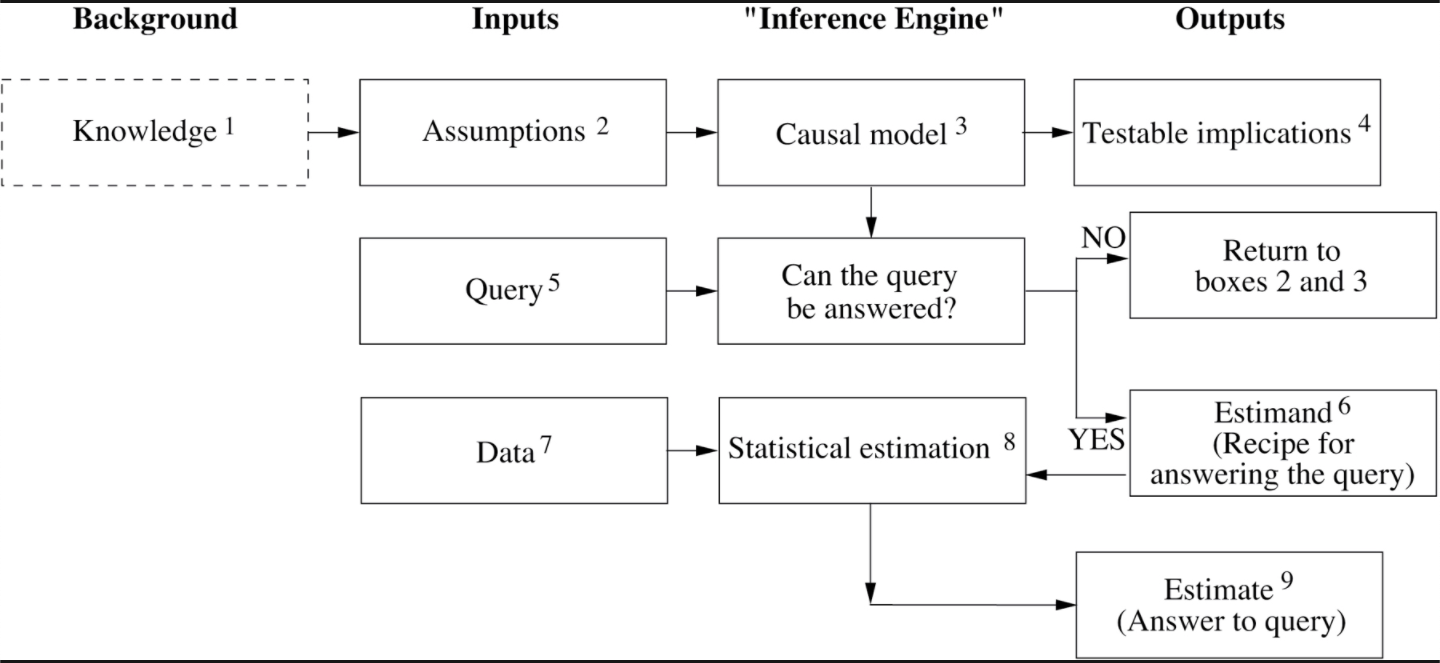 Background
Inputs
"Inference Engine"
Outputs
Knowledge 1
Assumptions 2
Causal model 3
Testable implications 4
Query 5
Can the query
be answered?
NO
Return to
boxes 2 and 3
Data 7
Statistical estimation 8
YES
Estimand 6
(Recipe for
answering the query)
Estimate 9
(Answer to query)